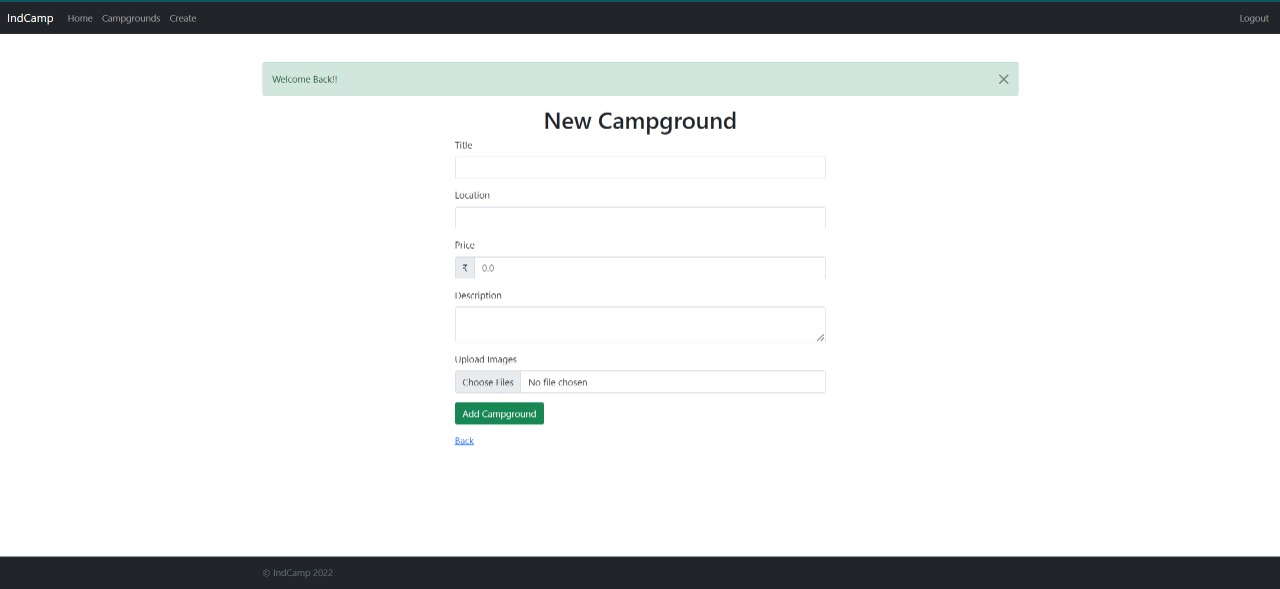 IndCamp Home Campgrounds Create Logout
Welcome Back!!
New Campground
Title
Location
Price
₹ 0.0
Description
Upload Images
Choose Files No file chosen
Add Campground
Back
© IndCamp 2022